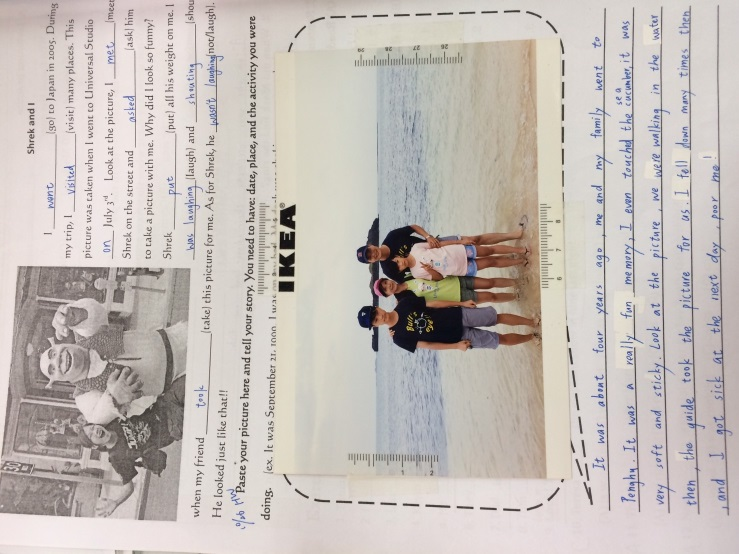 Shrek and I
I went (go) to Japan in 2005. During
my trip, I visited (visit) many places. This
picture was taken when I went to Universal Studio
on July 3rd. Look at the picture, I met (meet
Shrek on the street and asked (ask) him
to take a picture with me. Why did I look so funny?
Shrek put (put) all his weight on me. I
was laughing (laugh) and shouting (shou
when my friend took (take) this picture for me. As for Shrek, he wasn't laughing (not/laugh).
He looked just like that!!
Paste your picture here and tell your story. You need to have: date, place, and the activity you were
doing. (ex. It was September 21, 1999, I was
IKEA
Bull's eye
It was about four years ago, me and my family went to
Penghu. It was a really fun memory, I even touched the sea cucumber, it was
very soft and sticky. Look at the picture, we were walking in the water
then, the guide took the picture for us. I fell down many times then
, and I got sick at the next day, poor me!